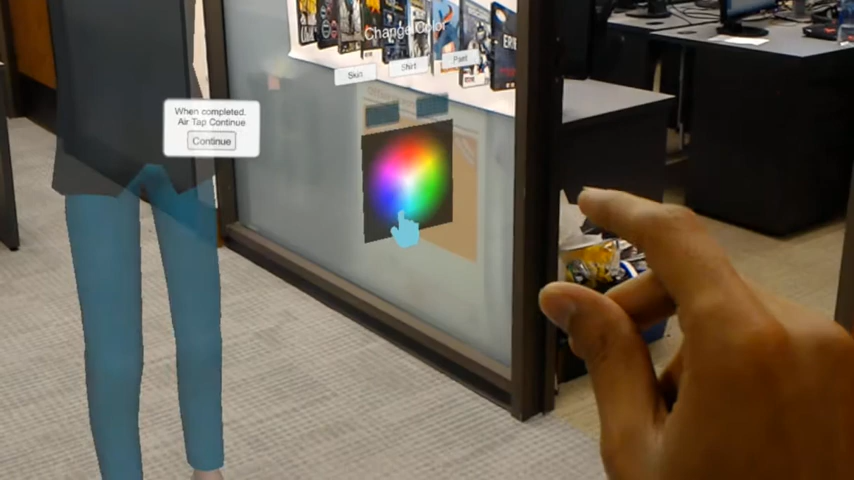 Change Color
Skin
Shirt
Pant
When completed,
Air Tap Continue
Continue